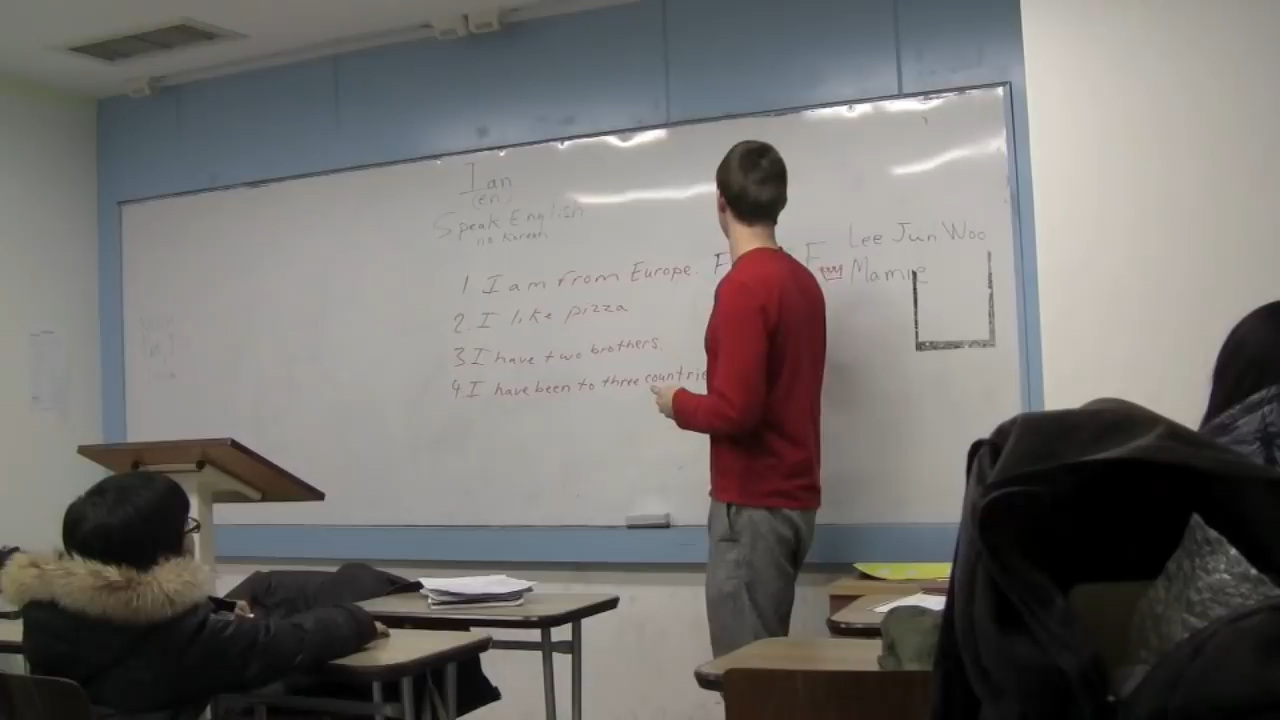 Ian
(en)
Speak English
no Korean
1 I am from Europe. F F
2. I like pizza
3 I have two brothers.
4. I have been to three countrie
Lee Jun Woo
Mamie